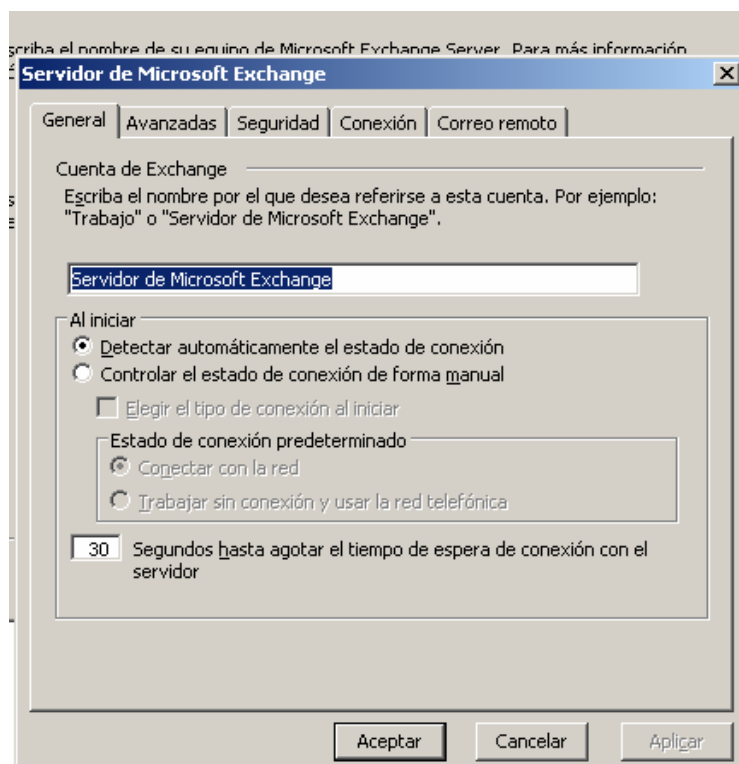 scriba el nombre de su equipo de Microsoft Exchange Server. Para más información
Servidor de Microsoft Exchange
General Avanzadas Seguridad Conexión Correo remoto
Cuenta de Exchange
Escriba el nombre por el que desea referirse a esta cuenta. Por ejemplo:
"Trabajo" o "Servidor de Microsoft Exchange".
Servidor de Microsoft Exchange
Al iniciar
Detectar automáticamente el estado de conexión
Controlar el estado de conexión de forma manual
Elegir el tipo de conexión al iniciar
Estado de conexión predeterminado
Conectar con la red
Trabajar sin conexión y usar la red telefónica
30 Segundos hasta agotar el tiempo de espera de conexión con el
servidor
Aceptar Cancelar Aplicar